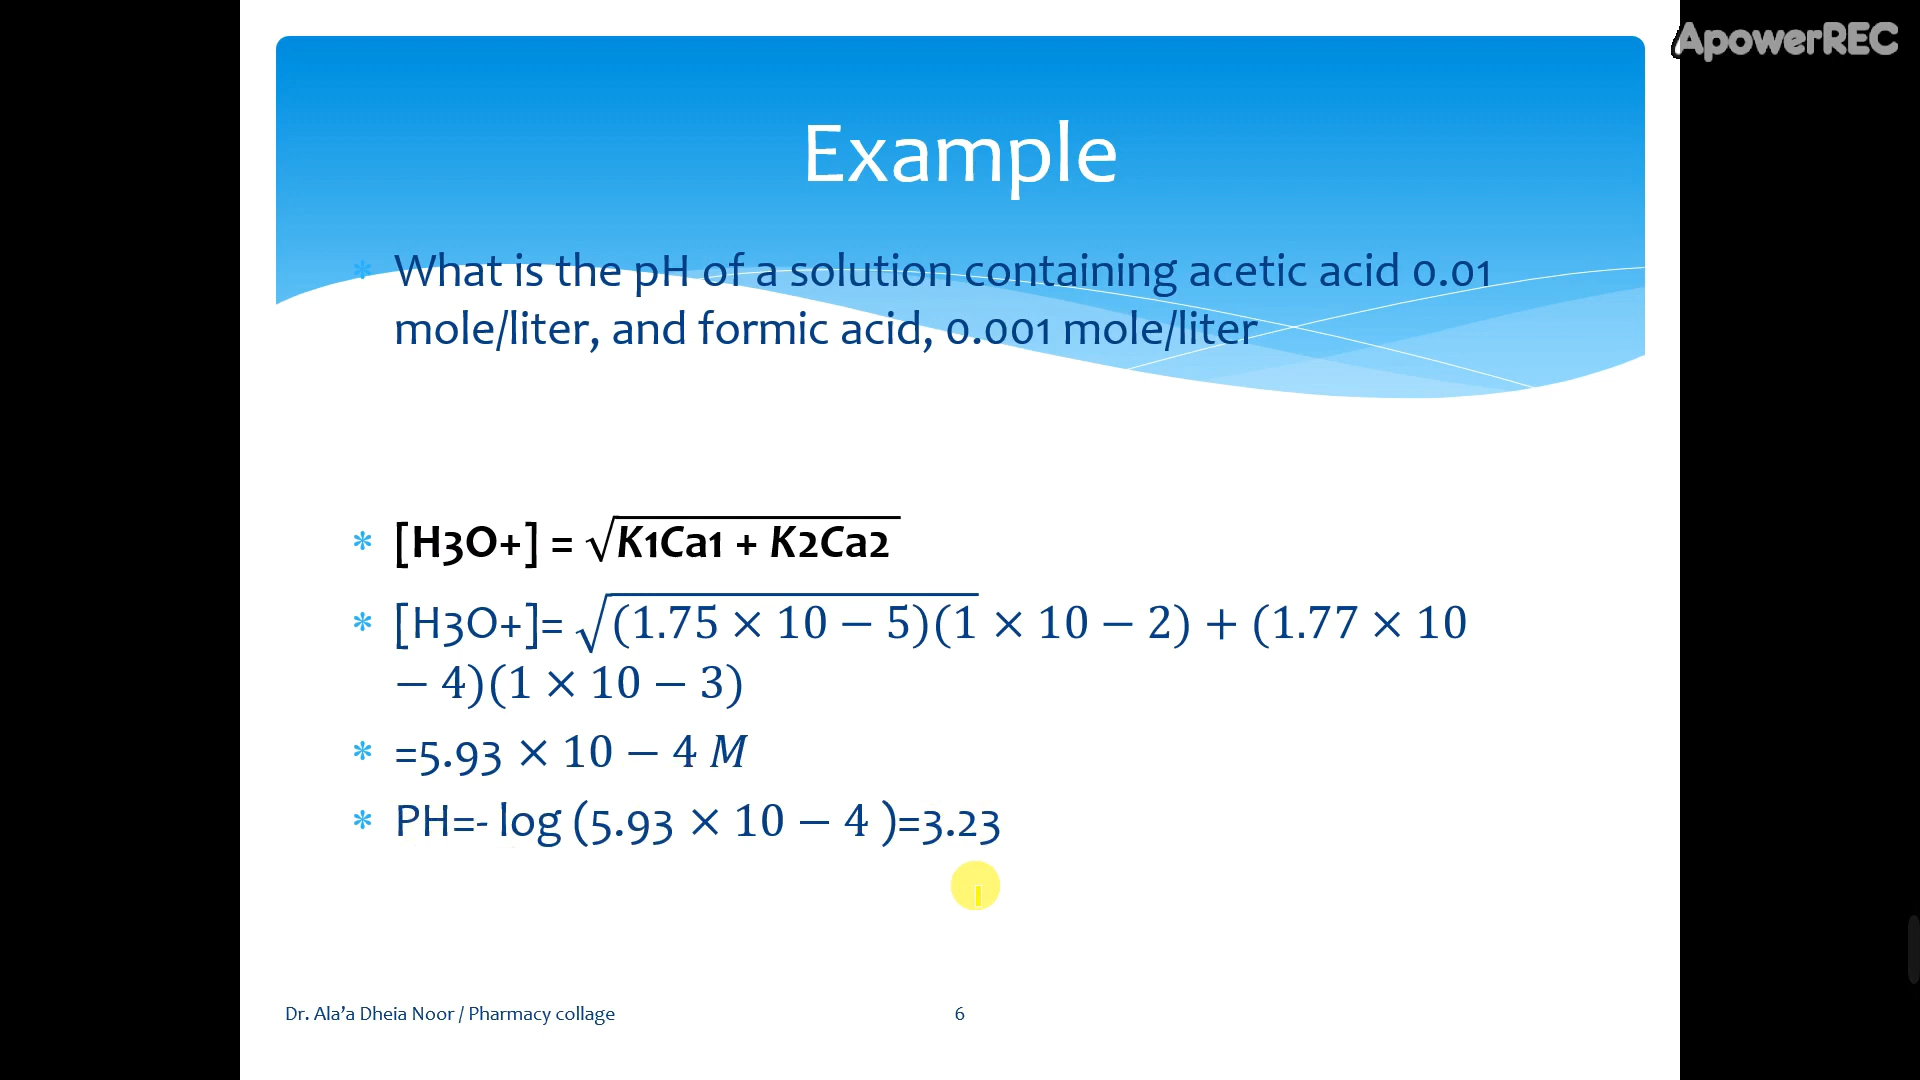 ApowerREC
Example
* What is the pH of a solution containing acetic acid 0.01
mole/liter, and formic acid, 0.001 mole/liter
* [H3O+] = √K1Ca1 + K2Ca2
* [H3O+]= √(1.75 × 10 − 5)(1 × 10 − 2) + (1.77 × 10
− 4)(1 × 10 − 3)
* =5.93 × 10 − 4 M
* PH=- log (5.93 × 10 − 4 )=3.23
Dr. Ala’a Dheia Noor / Pharmacy collage 6